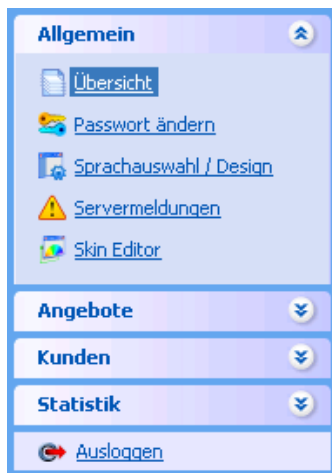 Allgemein
Übersicht
Passwort ändern
Sprachauswahl / Design
Servermeldungen
Skin Editor
Angebote
Kunden
Statistik
Ausloggen